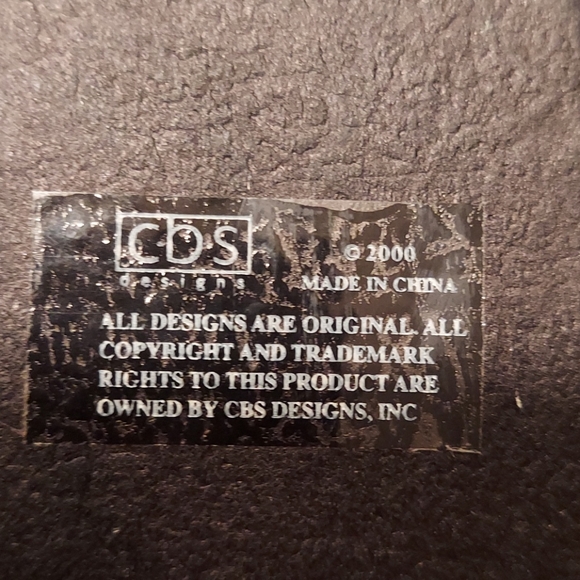 CDS
designs
© 2000
MADE IN CHINA
ALL DESIGNS ARE ORIGINAL. ALL
COPYRIGHT AND TRADEMARK
RIGHTS TO THIS PRODUCT ARE
OWNED BY CBS DESIGNS, INC